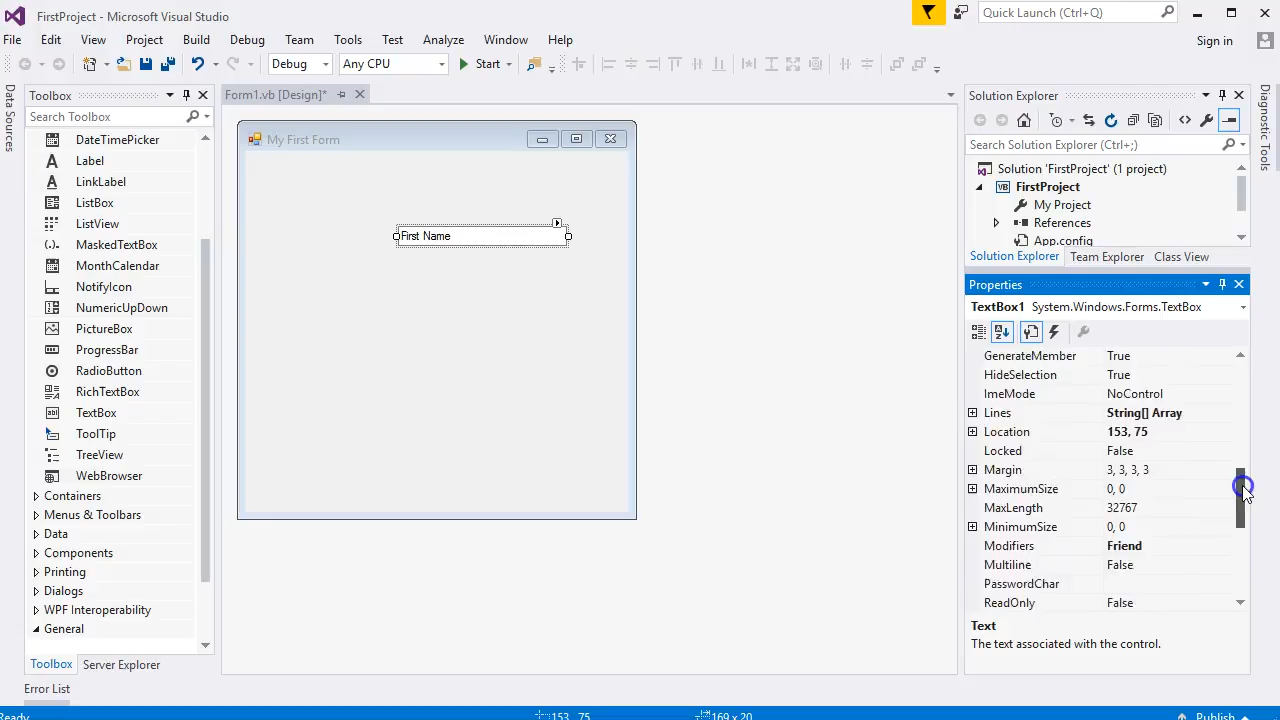 FirstProject - Microsoft Visual Studio
Quick Launch (Ctrl+Q)
File Edit View Project Build Debug Team Tools Test Analyze Window Help
Sign in
Debug Any CPU Start
Data Sources
Toolbox
Search Toolbox
DateTimePicker
Label
LinkLabel
ListBox
ListView
MaskedTextBox
MonthCalendar
NotifyIcon
NumericUpDown
PictureBox
ProgressBar
RadioButton
RichTextBox
TextBox
ToolTip
TreeView
WebBrowser
Containers
Menus & Toolbars
Data
Components
Printing
Dialogs
WPF Interoperability
General
Toolbox Server Explorer
Form1.vb [Design]*
My First Form
First Name
Solution Explorer
Search Solution Explorer (Ctrl+;)
Solution 'FirstProject' (1 project)
VB FirstProject
My Project
References
App.config
Solution Explorer Team Explorer Class View
Diagnostic Tools
Properties
TextBox1 System.Windows.Forms.TextBox
GenerateMember True
HideSelection True
ImeMode NoControl
Lines String[] Array
Location 153, 75
Locked False
Margin 3, 3, 3, 3
MaximumSize 0, 0
MaxLength 32767
MinimumSize 0, 0
Modifiers Friend
Multiline False
PasswordChar
ReadOnly False
Text
The text associated with the control.
Error List
Ready 153, 75 169 x 20 Publish